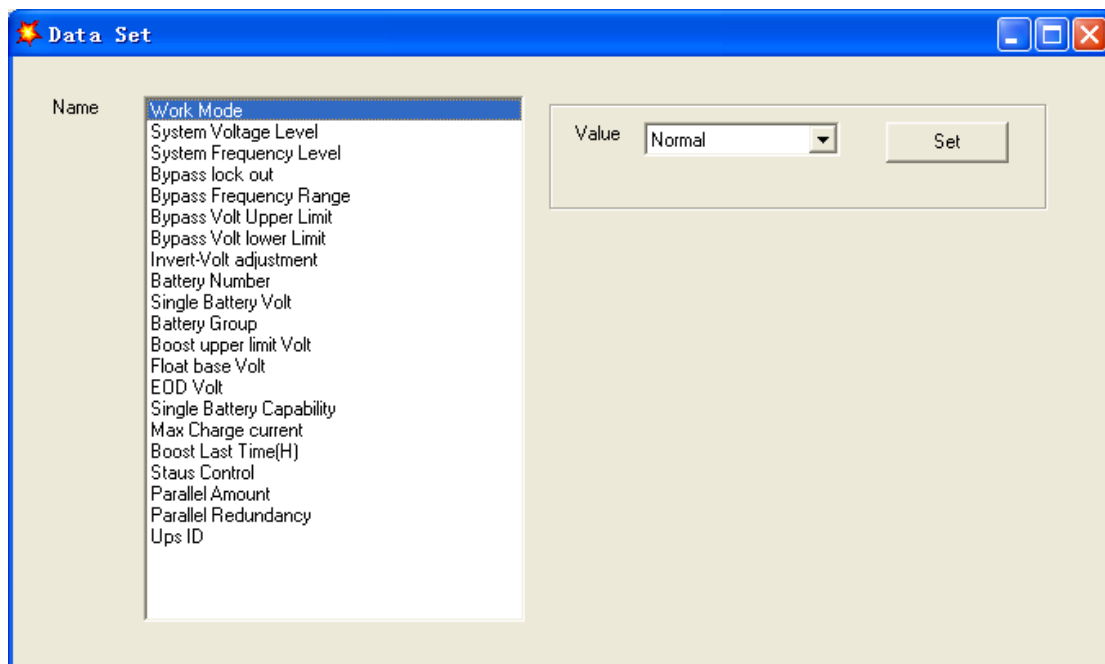 Data Set
Name
Work Mode
System Voltage Level
System Frequency Level
Bypass lock out
Bypass Frequency Range
Bypass Volt Upper Limit
Bypass Volt lower Limit
Invert-Volt adjustment
Battery Number
Single Battery Volt
Battery Group
Boost upper limit Volt
Float base Volt
EOD Volt
Single Battery Capability
Max Charge current
Boost Last Time(H)
Staus Control
Parallel Amount
Parallel Redundancy
Ups ID
Value
Normal
Set